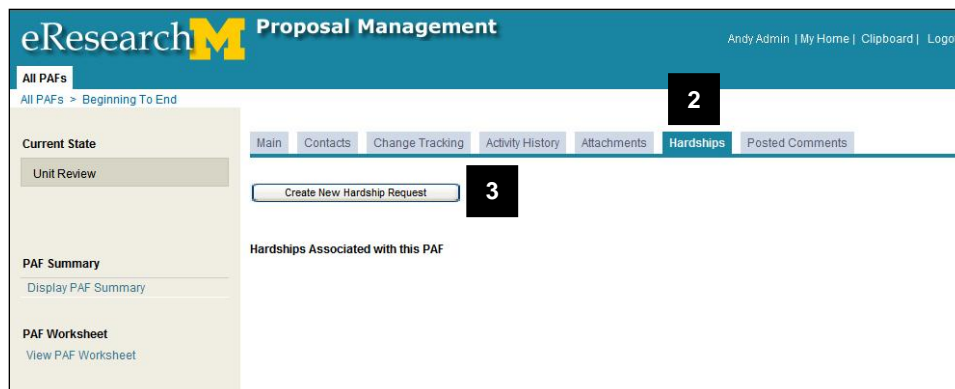 eResearch M Proposal Management
Andy Admin | My Home | Clipboard |
All PAFs
All PAFs > Beginning To End
2
Current State
Main Contacts Change Tracking Activity History Attachments Hardships Posted Comments
Unit Review
Create New Hardship Request 3
Hardships Associated with this PAF
PAF Summary
Display PAF Summary
PAF Worksheet
View PAF Worksheet